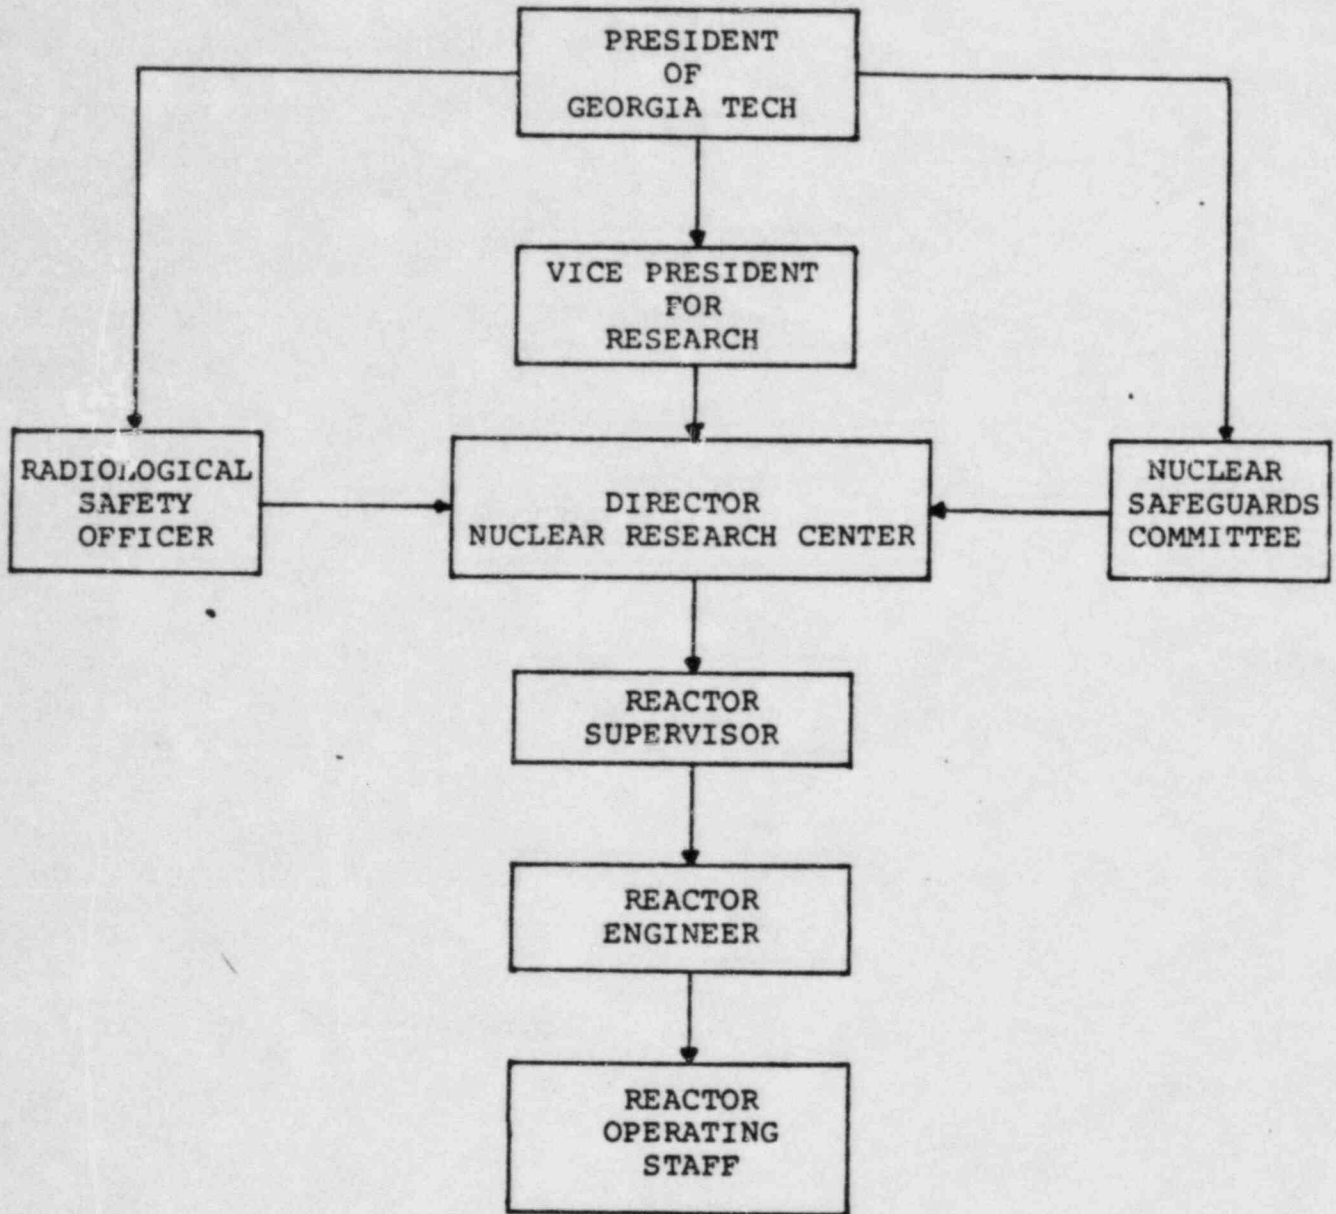 PRESIDENT
OF
GEORGIA TECH
VICE PRESIDENT
FOR
RESEARCH
RADIOLOGICAL
SAFETY
OFFICER
DIRECTOR
NUCLEAR RESEARCH CENTER
NUCLEAR
SAFEGUARDS
COMMITTEE
REACTOR
SUPERVISOR
REACTOR
ENGINEER
REACTOR
OPERATING
STAFF